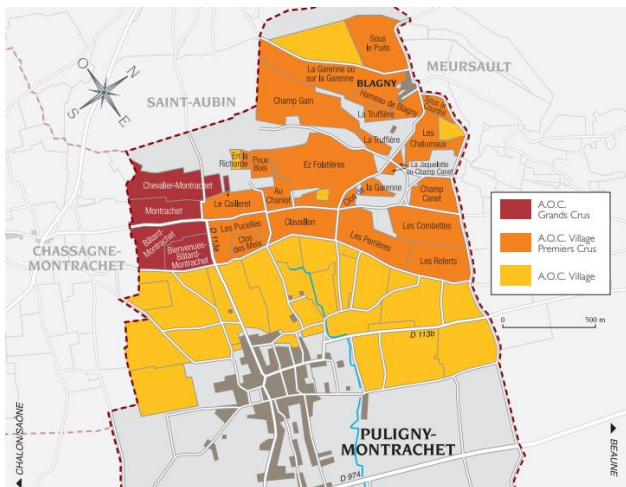 O
N
S
E
SAINT-AUBIN
MEURSAULT
CHASSAGNE-
MONTRACHET
BLAGNY
Sous
le Puits
La Garenne ou
sur la Garenne
Hameau de Blagny
Sous le
Courthil
Champ Gain
La Truffière
La Truffière
Les
Chalumaux
La Jaquelotte
ou Champ Canet
En la
Richarde
Peux
Bois
Ez Folatières
Clos de
la Garenne
Champ
Canet
Chevalier-Montrachet
Le Cailleret
Au
Chaniot
Montrachet
Les Pucelles
Clavaillon
Les Combettes
Bâtard-
Montrachet
Bienvenues-
Bâtard-
Montrachet
D 113a
Clos
des Meix
Les Perrières
Les Referts
D 113b
PULIGNY-
MONTRACHET
D 974
CHALON/SAÔNE
BEAUNE
A.O.C.
Grands Crus
A.O.C. Village
Premiers Crus
A.O.C. Village
0
500 m